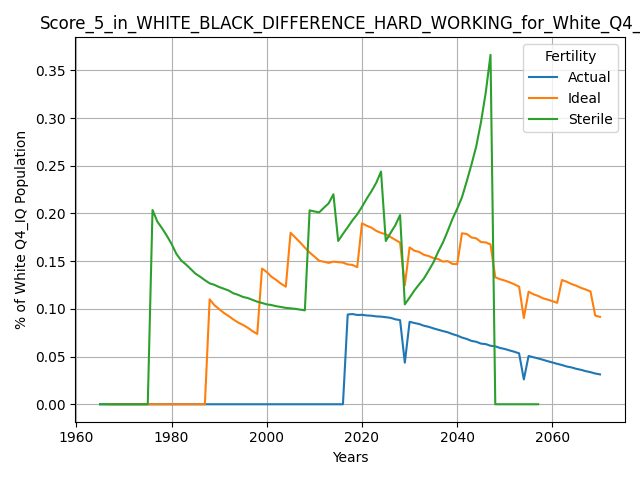 Score_5_in_WHITE_BLACK_DIFFERENCE_HARD_WORKING_for_White_Q4_
Fertility
Actual
Ideal
Sterile
% of White Q4_IQ Population
0.35
0.30
0.25
0.20
0.15
0.10
0.05
0.00
1960 1980 2000 2020 2040 2060
Years